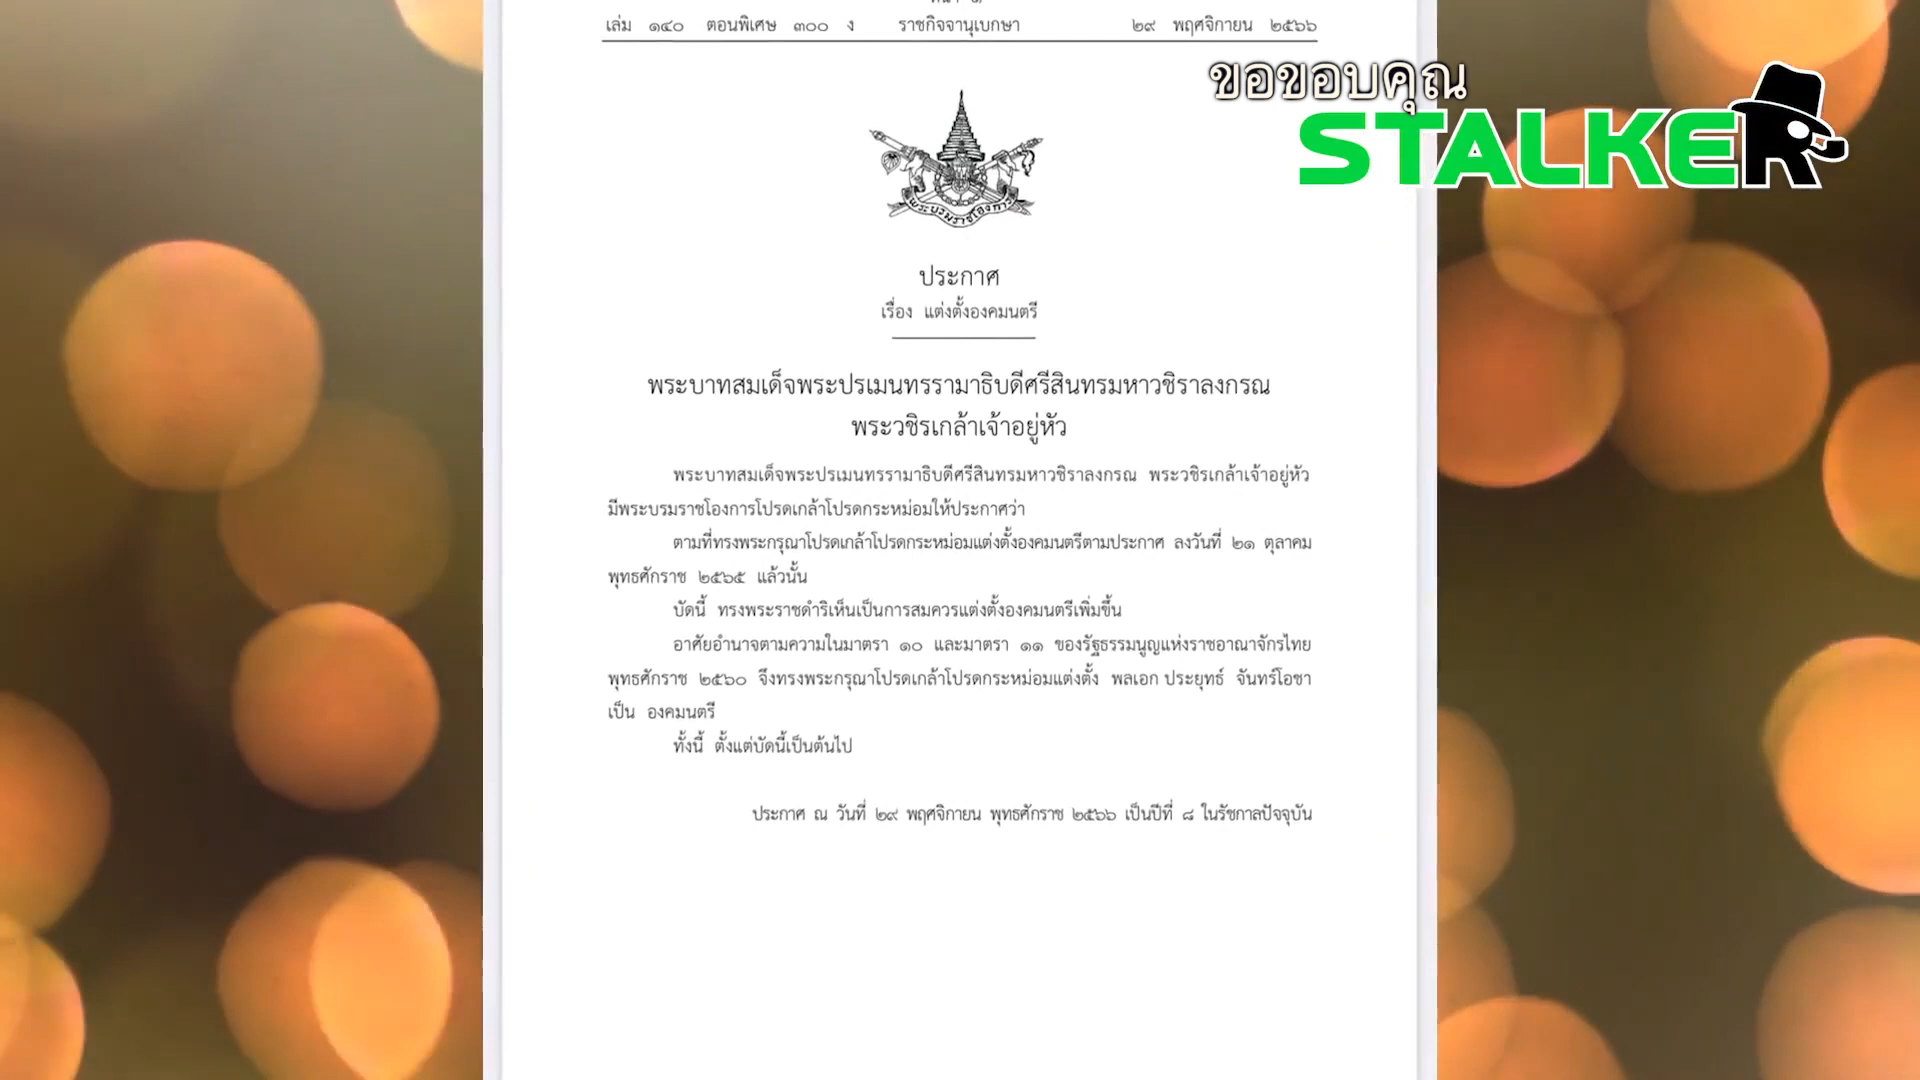 เล่ม ๑๔๐ ตอนพิเศษ ๓๐๐ ง ราชกิจจานุเบกษา ๒๙ พฤศจิกายน ๒๕๖๖
ขอขอบคุณ
STALKER
พระบรมราชโองการ
ประกาศ
เรื่อง แต่งตั้งองคมนตรี
พระบาทสมเด็จพระปรเมนทรรามาธิบดีศรีสินทรมหาวชิราลงกรณ
พระวชิรเกล้าเจ้าอยู่หัว
พระบาทสมเด็จพระปรเมนทรรามาธิบดีศรีสินทรมหาวชิราลงกรณ พระวชิรเกล้าเจ้าอยู่หัว
มีพระบรมราชโองการโปรดเกล้าโปรดกระหม่อมให้ประกาศว่า
ตามที่ทรงพระกรุณาโปรดเกล้าโปรดกระหม่อมแต่งตั้งองคมนตรีตามประกาศ ลงวันที่ ๒๑ ตุลาคม
พุทธศักราช ๒๕๖๕ แล้วนั้น
บัดนี้ ทรงพระราชดำริเห็นเป็นการสมควรแต่งตั้งองคมนตรีเพิ่มขึ้น
อาศัยอำนาจตามความในมาตรา ๑๐ และมาตรา ๑๑ ของรัฐธรรมนูญแห่งราชอาณาจักรไทย
พุทธศักราช ๒๕๖๐ จึงทรงพระกรุณาโปรดเกล้าโปรดกระหม่อมแต่งตั้ง พลเอก ประยุทธ์ จันทร์โอชา
เป็น องคมนตรี
ทั้งนี้ ตั้งแต่บัดนี้เป็นต้นไป
ประกาศ ณ วันที่ ๒๙ พฤศจิกายน พุทธศักราช ๒๕๖๖ เป็นปีที่ ๘ ในรัชกาลปัจจุบัน